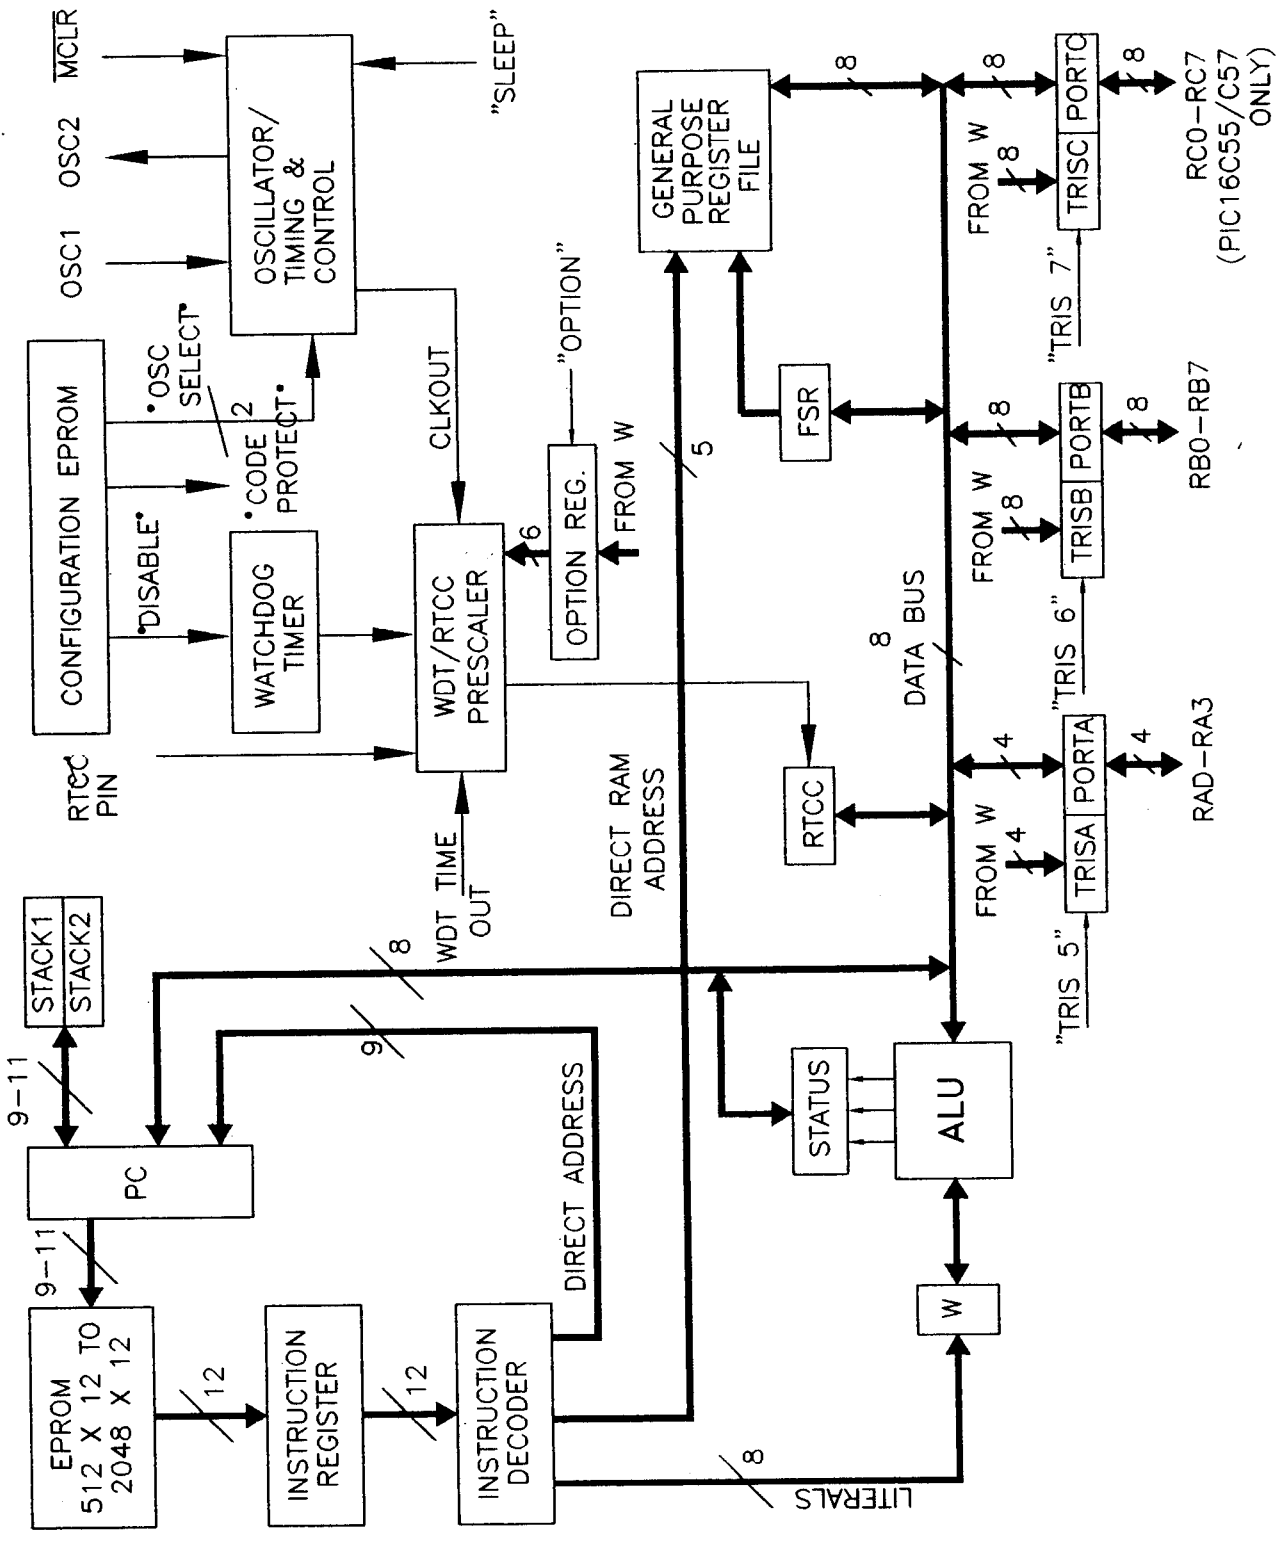 EPROM
512 X 12 TO
2048 X 12
9-11
PC
9-11
STACK1
STACK2
RTCC
PIN
CONFIGURATION EPROM
OSC1
OSC2
MCLR
12
INSTRUCTION
REGISTER
12
INSTRUCTION
DECODER
DIRECT ADDRESS
9
8
WDT TIME
OUT
"DISABLE"
WATCHDOG
TIMER
WDT/RTCC
PRESCALER
"OSC
SELECT"
2
"CODE
PROTECT"
OSCILLATOR/
TIMING &
CONTROL
"SLEEP"
CLKOUT
6
OPTION REG.
"OPTION"
FROM W
DIRECT RAM
ADDRESS
5
GENERAL
PURPOSE
REGISTER
FILE
8
LITERALS
8
W
STATUS
ALU
RTCC
FSR
DATA BUS
8
FROM W
4
4
TRISA
PORTA
"TRIS 5"
4
RAD-RA3
FROM W
8
8
TRISB
PORTB
"TRIS 6"
8
RB0-RB7
FROM W
8
8
TRISC
PORTC
"TRIS 7"
8
RC0-RC7
(PIC16C55/C57
ONLY)